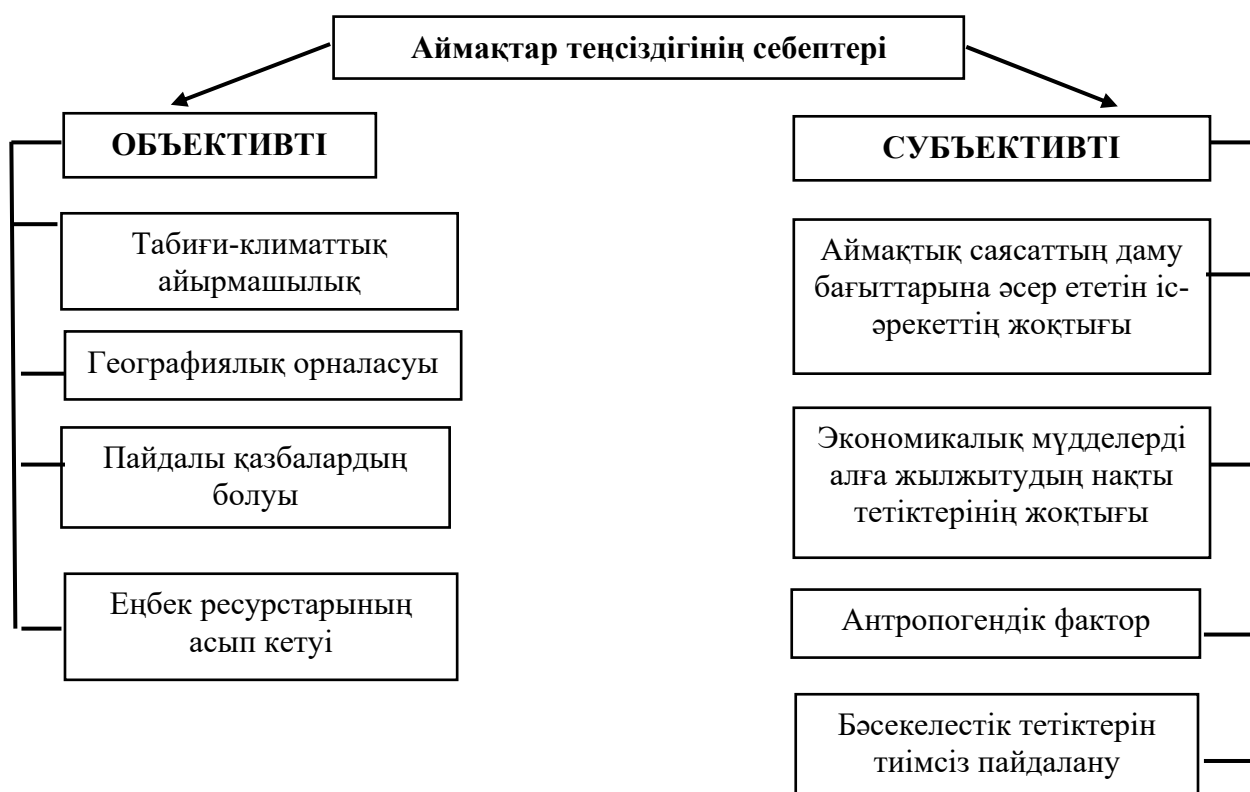 Аймақтар теңсіздігінің себептері
ОБЪЕКТИВТІ
Табиғи-климаттық
айырмашылық
Географиялық орналасуы
Пайдалы қазбалардың
болуы
Еңбек ресурстарының
асып кетуі
СУБЪЕКТИВТІ
Аймақтық саясаттың даму
бағыттарына әсер ететін іс-
әрекеттің жоқтығы
Экономикалық мүдделерді
алға жылжытудың нақты
тетіктерінің жоқтығы
Антропогендік фактор
Бәсекелестік тетіктерін
тиімсіз пайдалану